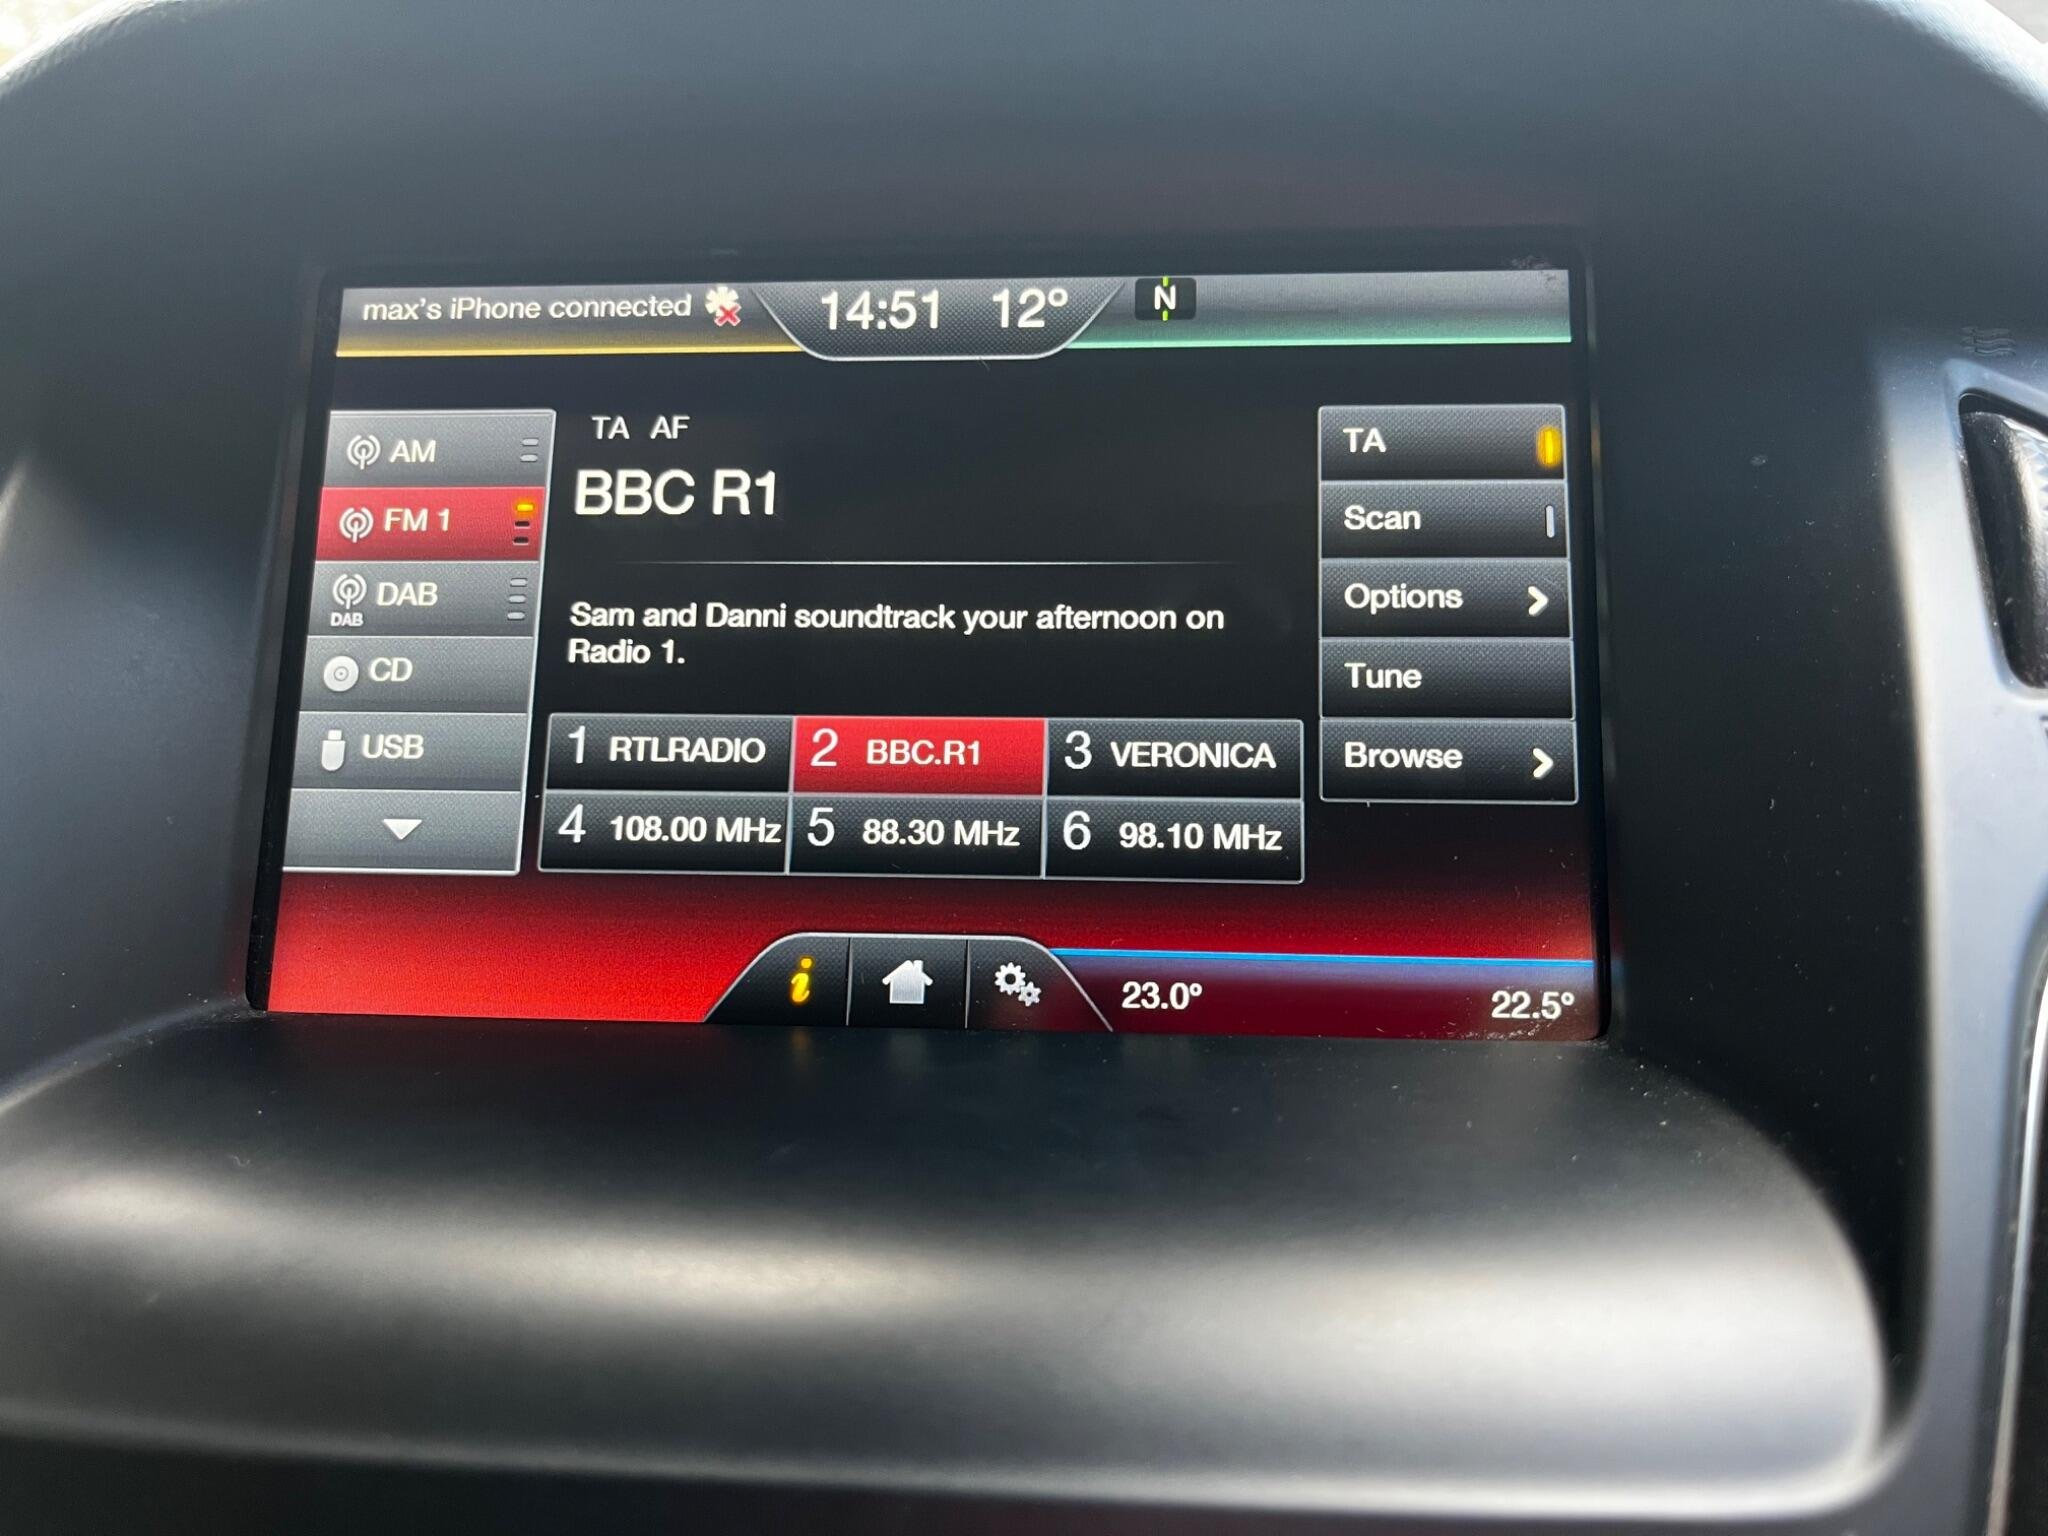 max's iPhone connected
14:51 12°
N
AM
FM 1
DAB
DAB
CD
USB
TA AF
BBC R1
Sam and Danni soundtrack your afternoon on
Radio 1.
1 RTLRADIO
2 BBC.R1
3 VERONICA
4 108.00 MHz
5 88.30 MHz
6 98.10 MHz
TA
Scan
Options
Tune
Browse
i
23.0°
22.5°